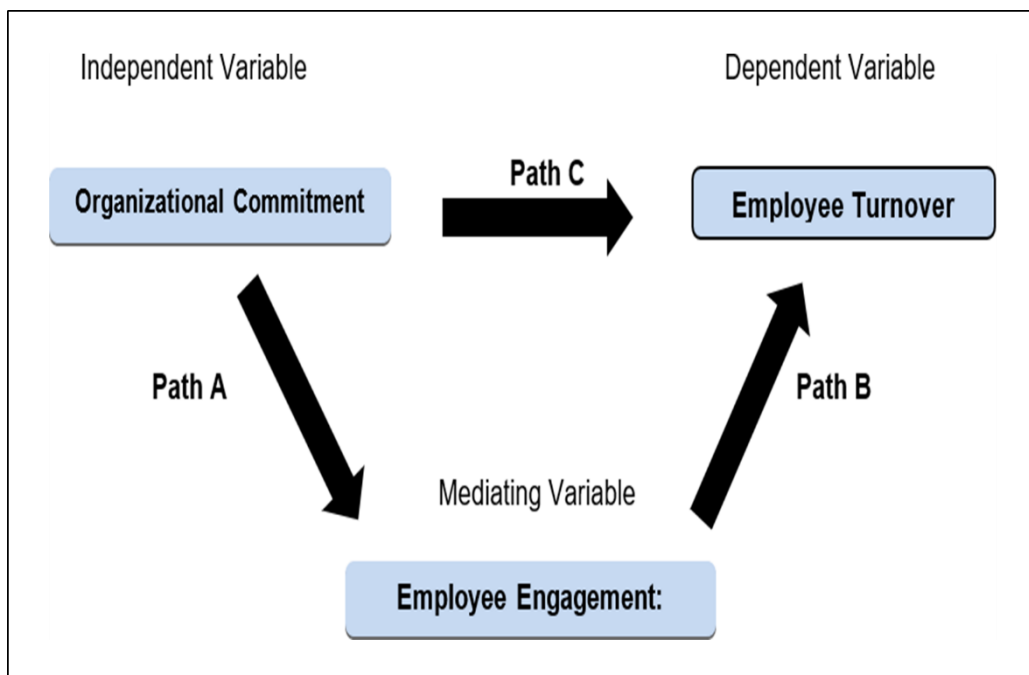 Independent Variable
Dependent Variable
Path C
Organizational Commitment
Employee Turnover
Path A
Path B
Mediating Variable
Employee Engagement: